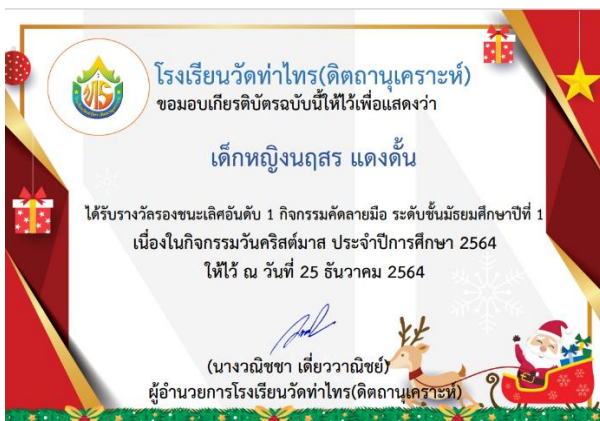 โรงเรียนวัดท่าไทร(ดิตถานุเคราะห์)
ขอมอบเกียรติบัตรฉบับนี้ให้ไว้เพื่อแสดงว่า
เด็กหญิงนฤสร แดงดั้น
ได้รับรางวัลรองชนะเลิศอันดับ 1 กิจกรรมคัดลายมือ ระดับชั้นมัธยมศึกษาปีที่ 1
เนื่องในกิจกรรมวันคริสต์มาส ประจำปีการศึกษา 2564
ให้ไว้ ณ วันที่ 25 ธันวาคม 2564
(นางวณิชชา เดี่ยววาณิชย์)
ผู้อำนวยการโรงเรียนวัดท่าไทร(ดิตถานุเคราะห์)